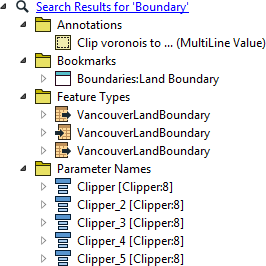 Search Results for 'Boundary'
Annotations
Clip voronois to ... (MultiLine Value)
Bookmarks
Boundaries:Land Boundary
Feature Types
VancouverLandBoundary
VancouverLandBoundary
VancouverLandBoundary
Parameter Names
Clipper [Clipper:8]
Clipper_2 [Clipper:8]
Clipper_3 [Clipper:8]
Clipper_4 [Clipper:8]
Clipper_5 [Clipper:8]